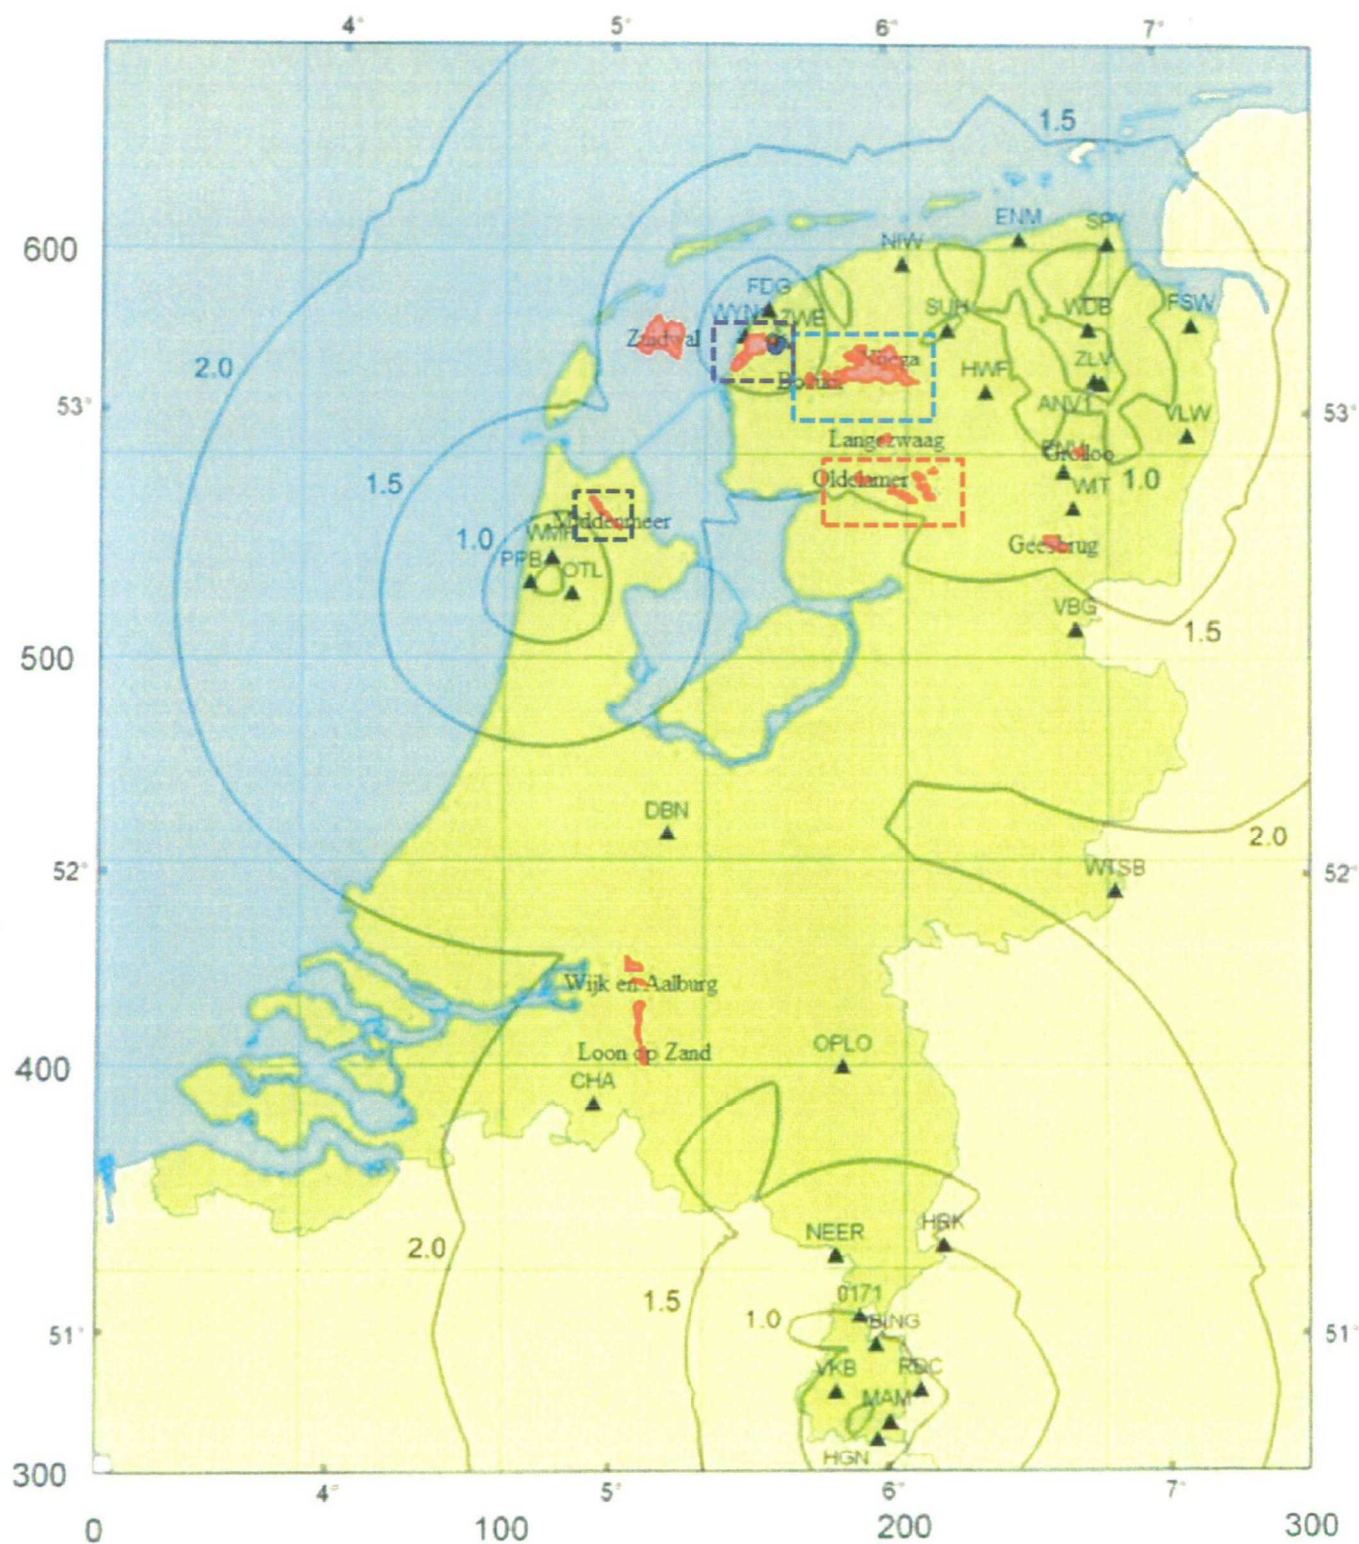 4° 5° 6° 7°
1.5
ENM
SPY
600
NIW
FDG
SUH
WDB
FSW
WYN
ZWE
Zuidwal
Nijega
2.0
ZLV
HWF
53°
53°
ANV1
VLW
Langezwaag
Grolloo
1.5
Oldelamer
1.0
WIT
Middenmeer
1.0
WMH
Geesbrug
PPB
OTL
VBG
1.5
500
DBN
2.0
52°
WTSB
52°
Wijk en Aalburg
OPLO
400
Loon op Zand
CHA
HRK
NEER
2.0
0171
1.5
1.0
BING
51°
51°
VKB
RDC
MAM
HGN
300
4° 5° 6° 7°
0 100 200 300